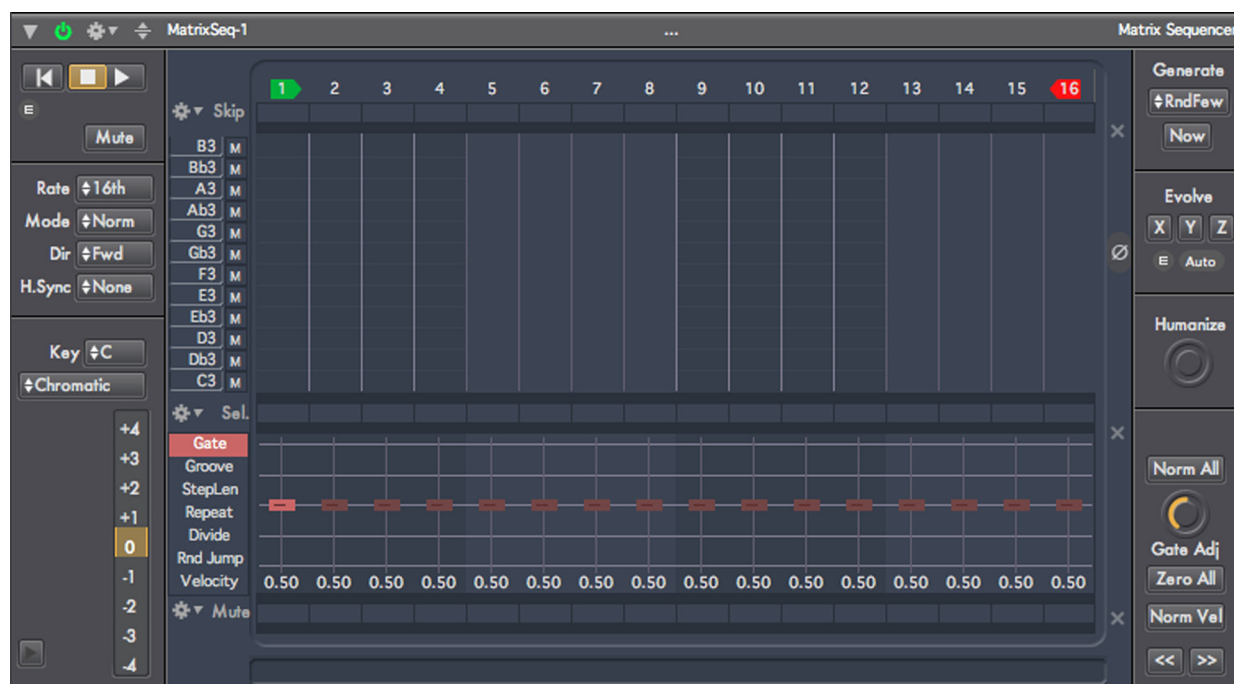 MatrixSeq-1 ... Matrix Sequencer
E
Mute
Rate 16th
Mode Norm
Dir Fwd
H.Sync None
Key C
Chromatic
+4
+3
+2
+1
0
-1
-2
-3
-4
1 2 3 4 5 6 7 8 9 10 11 12 13 14 15 16
Skip
B3 M
Bb3 M
A3 M
Ab3 M
G3 M
Gb3 M
F3 M
E3 M
Eb3 M
D3 M
Db3 M
C3 M
Sel.
Gate
Groove
StepLen
Repeat
Divide
Rnd Jump
Velocity 0.50 0.50 0.50 0.50 0.50 0.50 0.50 0.50 0.50 0.50 0.50 0.50 0.50 0.50 0.50 0.50
Mute
Generate
RndFew
Now
Evolve
X Y Z
E Auto
Humanize
Norm All
Gate Adj
Zero All
Norm Vel
<< >>